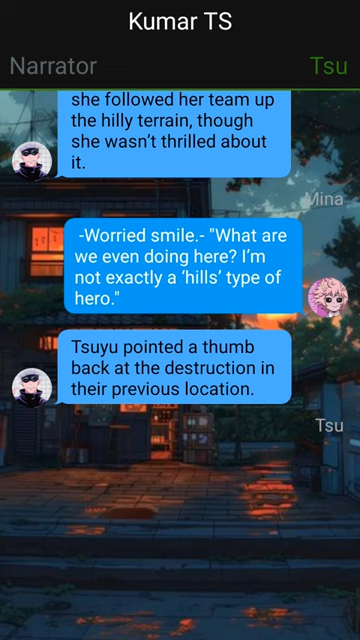 Kumar TS
Narrator
Tsu
she followed her team up
the hilly terrain, though
she wasn’t thrilled about
it.
Mina
-Worried smile.- "What are
we even doing here? I’m
not exactly a ‘hills’ type of
hero."
Tsuyu pointed a thumb
back at the destruction in
their previous location.
Tsu